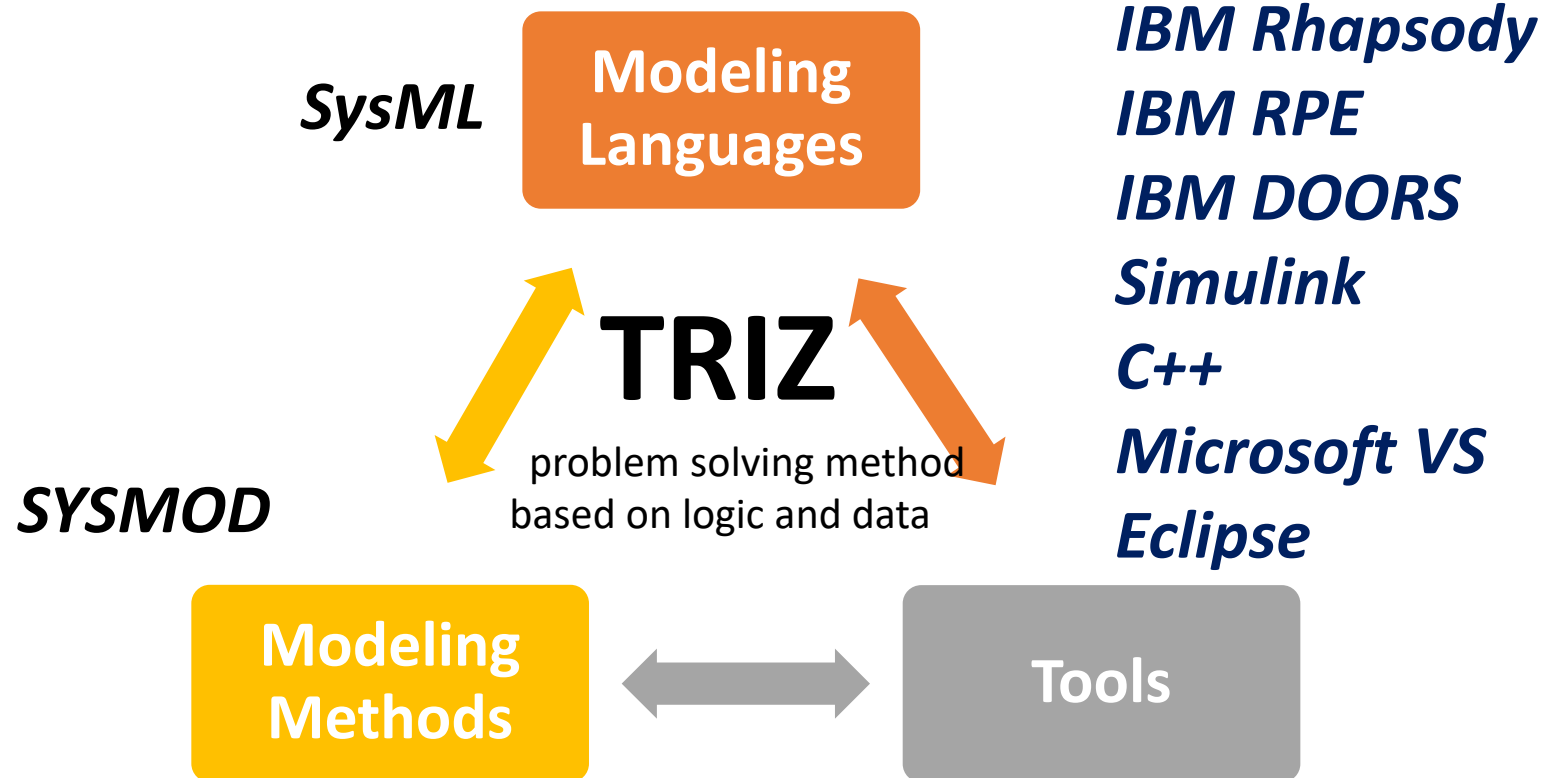 SysML
Modeling
Languages
IBM Rhapsody
IBM RPE
IBM DOORS
Simulink
C++
Microsoft VS
Eclipse
TRIZ
problem solving method
based on logic and data
SYSMOD
Modeling
Methods
Tools